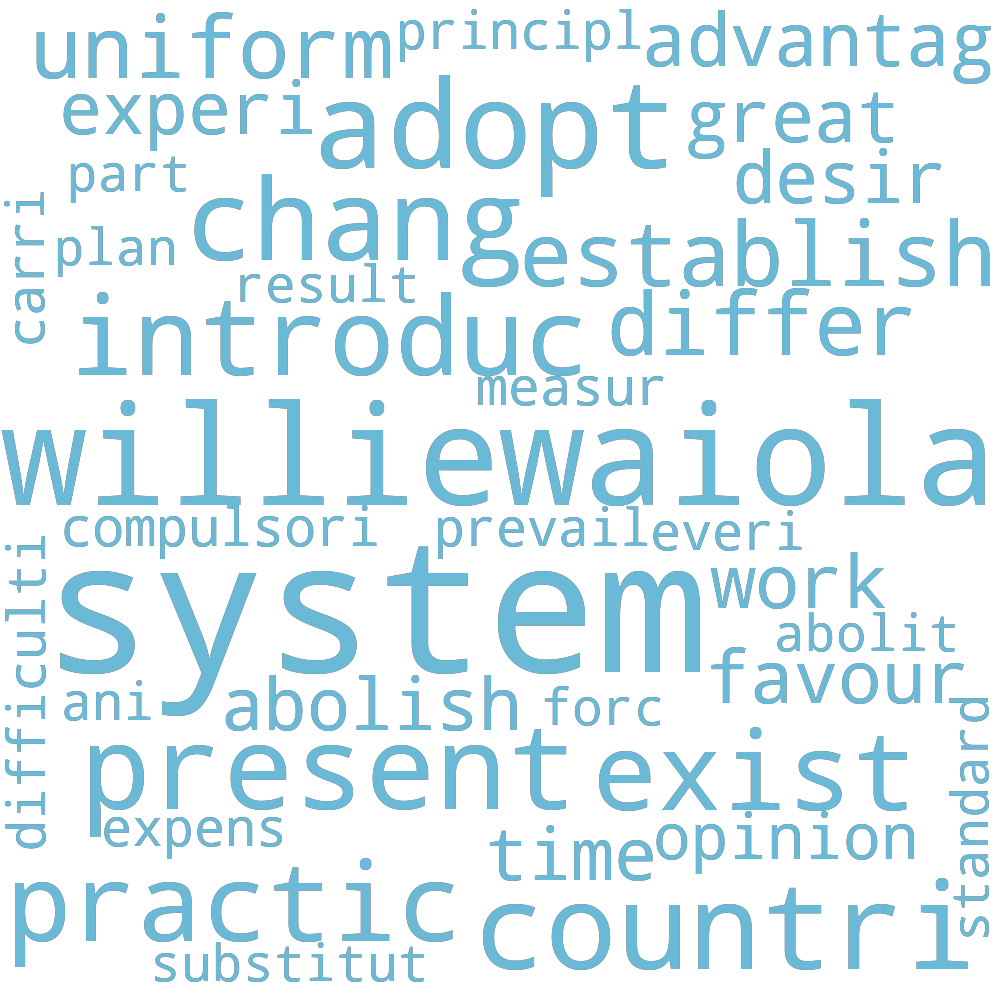 uniform principl advantag
experi adopt great
part desir
carri chang
plan establish
result
introduc differ
measur
williewaiola
compulsori prevail everi
difficulti system work
abolit
ani abolish forc favour
present exist standard
expens time opinion
practic countri
substitut